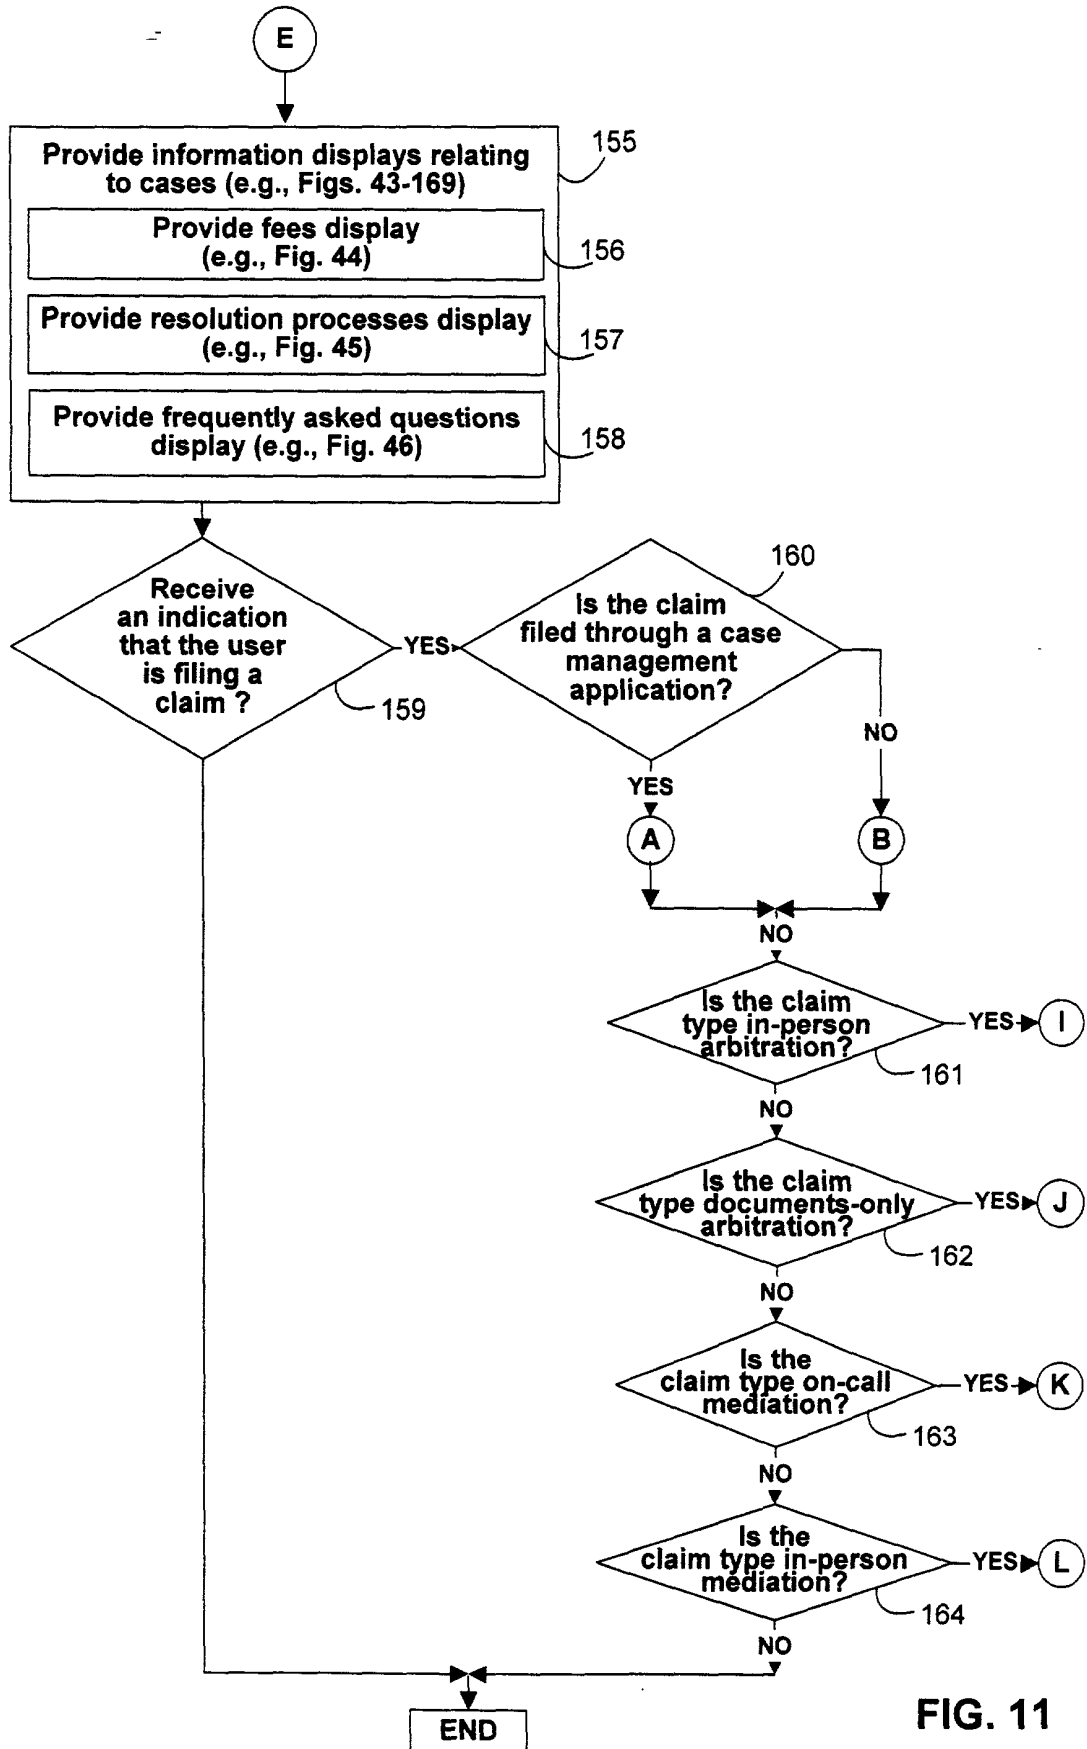 E
Provide information displays relating
to cases (e.g., Figs. 43-169)
155
Provide fees display
(e.g., Fig. 44)
156
Provide resolution processes display
(e.g., Fig. 45)
157
Provide frequently asked questions
display (e.g., Fig. 46)
158
Receive
an indication
that the user
is filing a
claim ?
159
YES
Is the claim
filed through a case
management
application?
160
NO
YES
A
B
NO
Is the claim
type in-person
arbitration?
161
YES
I
NO
Is the claim
type documents-only
arbitration?
162
YES
J
NO
Is the
claim type on-call
mediation?
163
YES
K
NO
Is the
claim type in-person
mediation?
164
YES
L
NO
END
FIG. 11